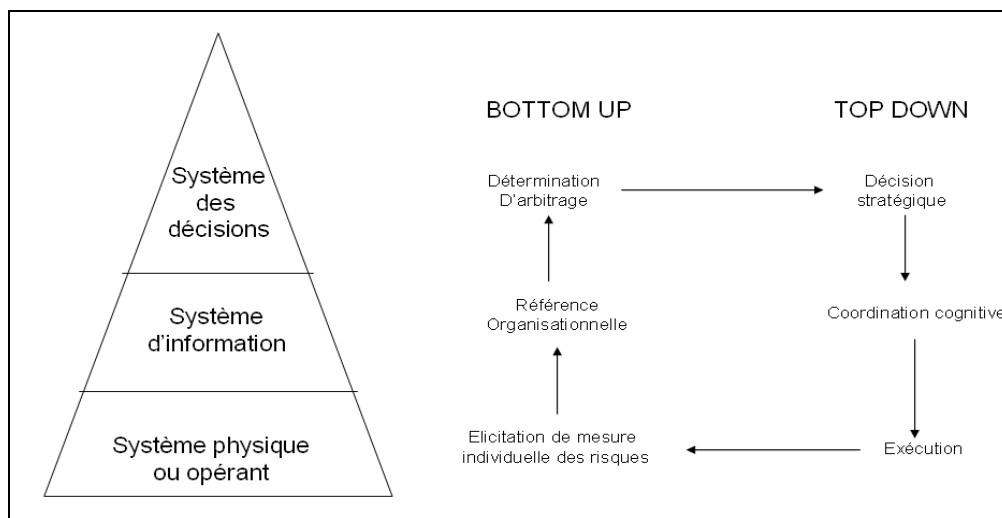 Système
des
décisions
Système
d'information
Système physique
ou opérant
BOTTOM UP
Détermination
D'arbitrage
Référence
Organisationnelle
Elicitation de mesure
individuelle des risques
TOP DOWN
Décision
stratégique
Coordination cognitive
Exécution